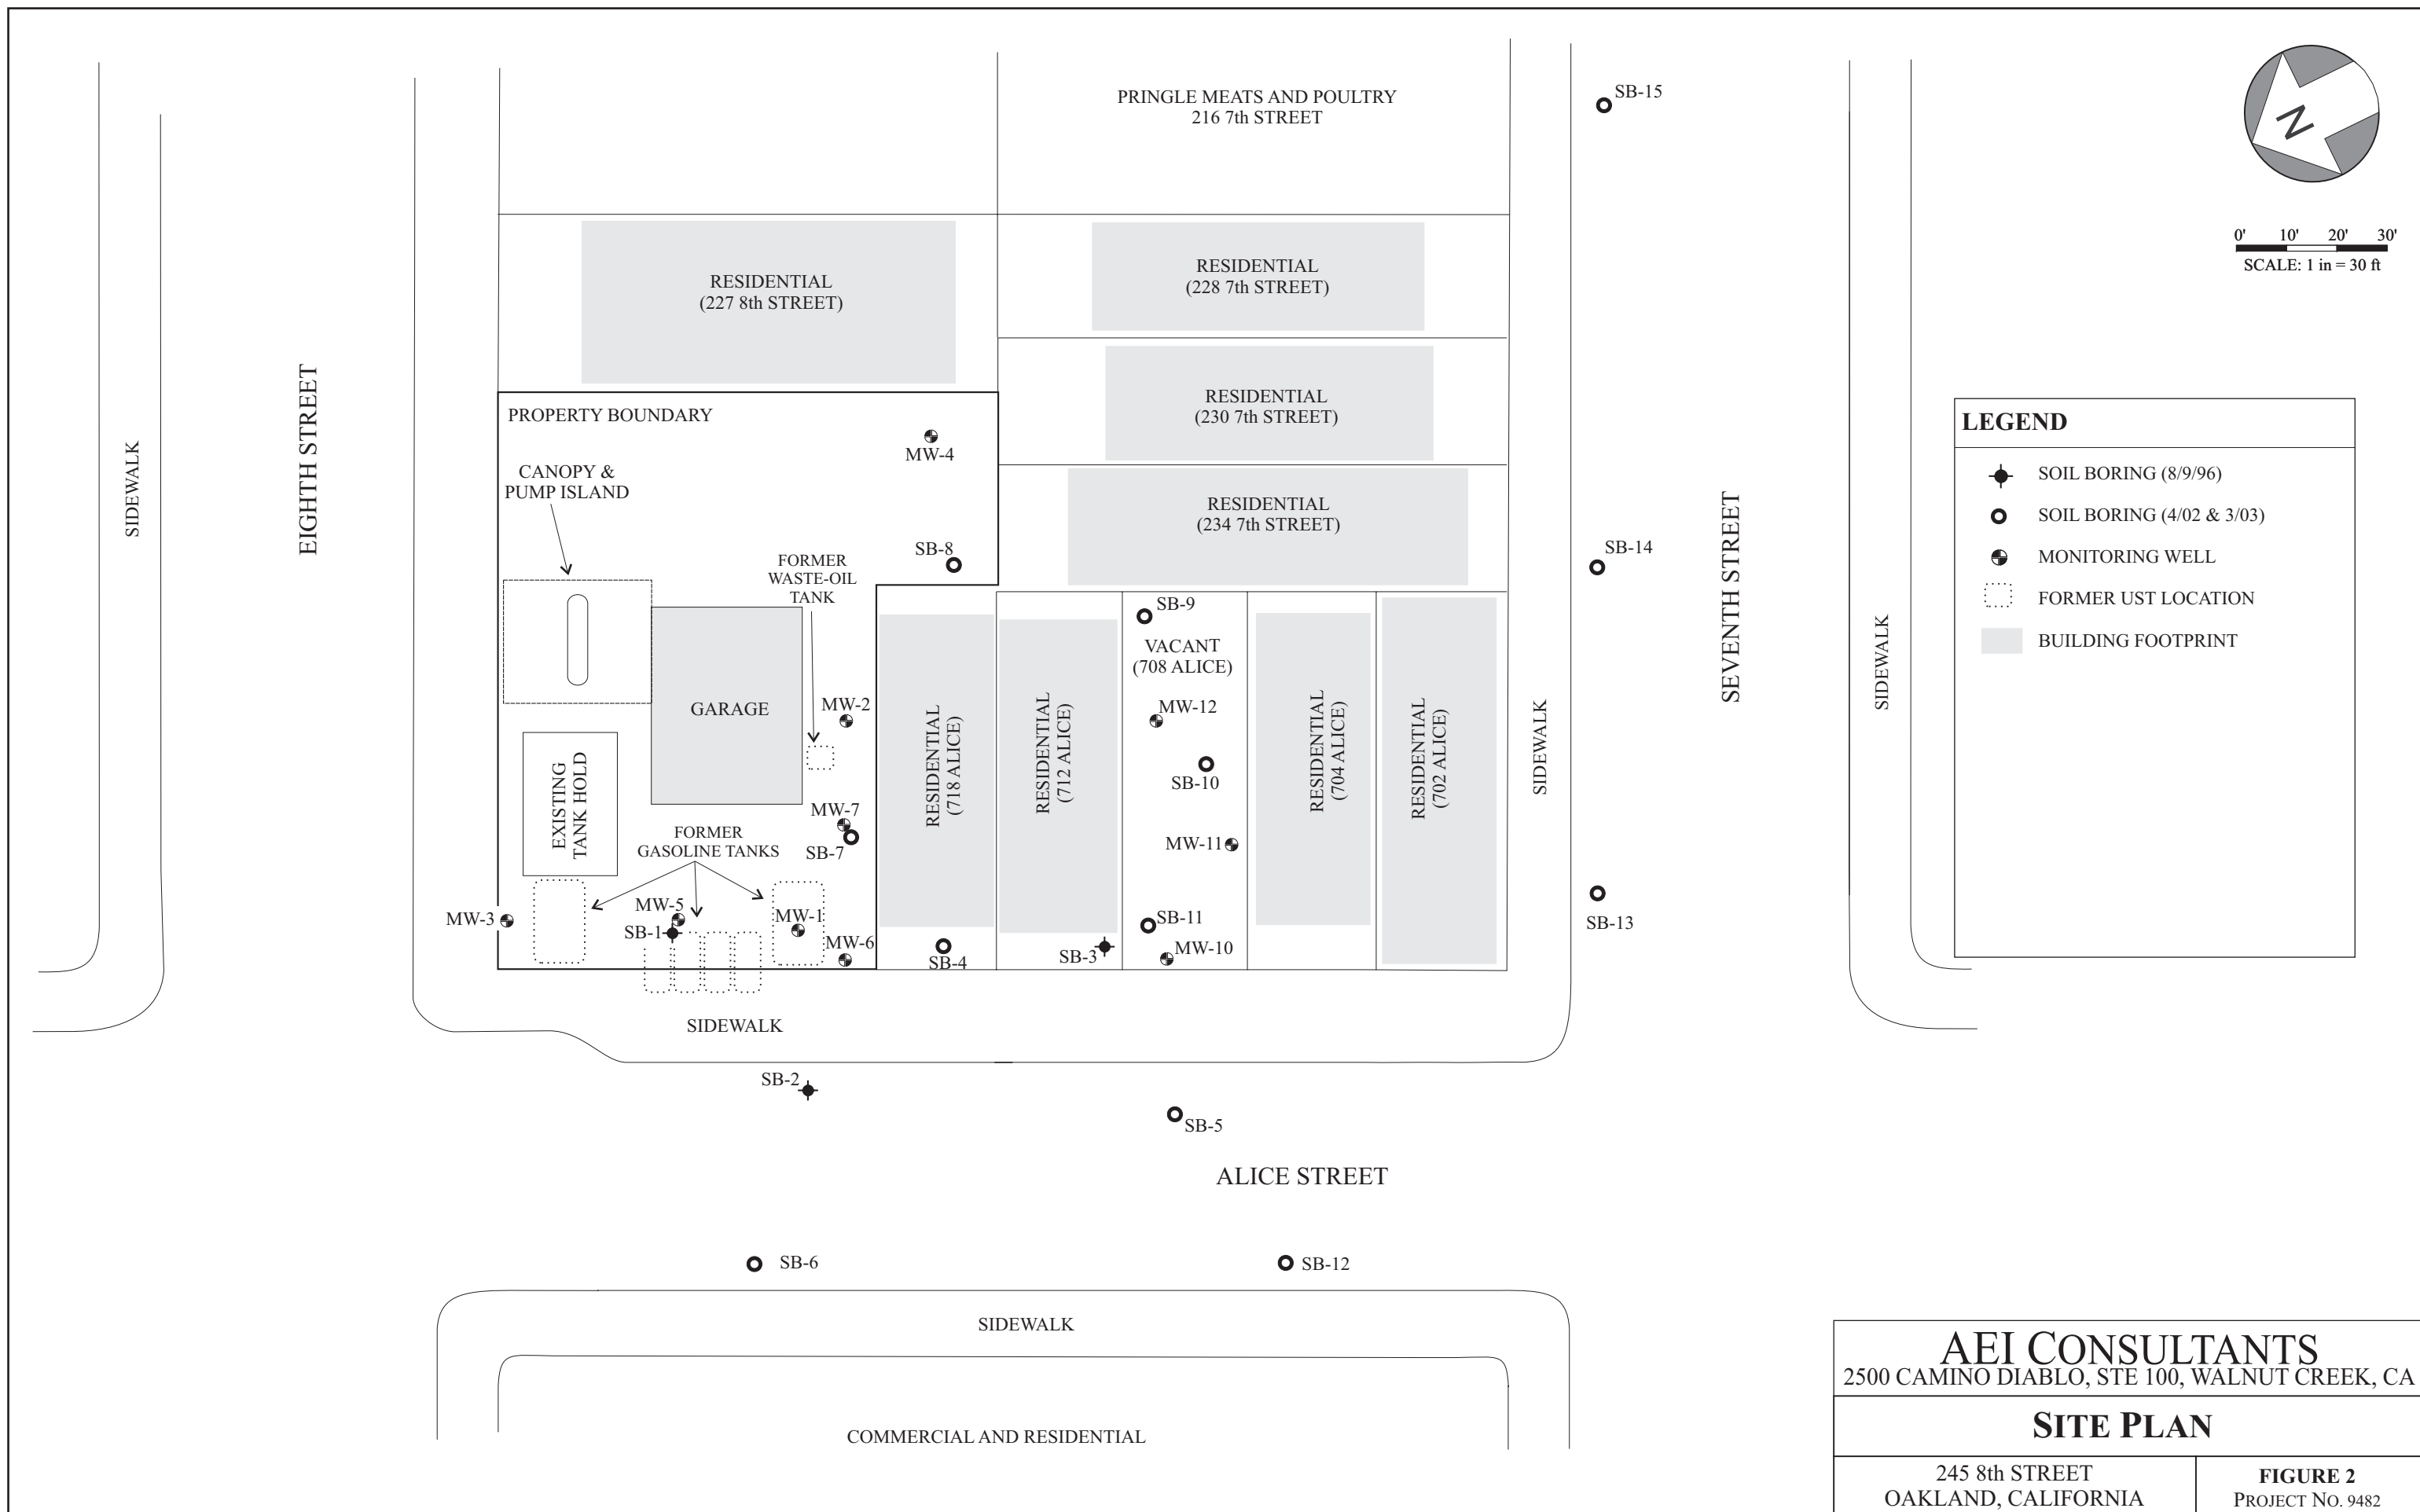 PRINGLE MEATS AND POULTRY
216 7th STREET
SB-15
N
0' 10' 20' 30'
SCALE: 1 in = 30 ft
RESIDENTIAL
(227 8th STREET)
RESIDENTIAL
(228 7th STREET)
RESIDENTIAL
(230 7th STREET)
RESIDENTIAL
(234 7th STREET)
PROPERTY BOUNDARY
MW-4
CANOPY &
PUMP ISLAND
SIDEWALK
EIGHTH STREET
SB-8
FORMER
WASTE-OIL
TANK
SB-14
SEVENTH STREET
SIDEWALK
SIDEWALK
SB-9
VACANT
(708 ALICE)
GARAGE
MW-2
MW-12
RESIDENTIAL
(718 ALICE)
RESIDENTIAL
(712 ALICE)
RESIDENTIAL
(704 ALICE)
RESIDENTIAL
(702 ALICE)
SB-10
EXISTING
TANK HOLD
MW-7
SB-7
MW-11
FORMER
GASOLINE TANKS
MW-3
MW-5
SB-1
MW-1
MW-6
SB-4
SB-3
SB-11
MW-10
SB-13
SIDEWALK
SB-2
SB-5
ALICE STREET
SB-6
SB-12
SIDEWALK
COMMERCIAL AND RESIDENTIAL
LEGEND
SOIL BORING (8/9/96)
SOIL BORING (4/02 & 3/03)
MONITORING WELL
FORMER UST LOCATION
BUILDING FOOTPRINT
AEI CONSULTANTS
2500 CAMINO DIABLO, STE 100, WALNUT CREEK, CA
SITE PLAN
245 8th STREET
OAKLAND, CALIFORNIA
FIGURE 2
PROJECT NO. 9482